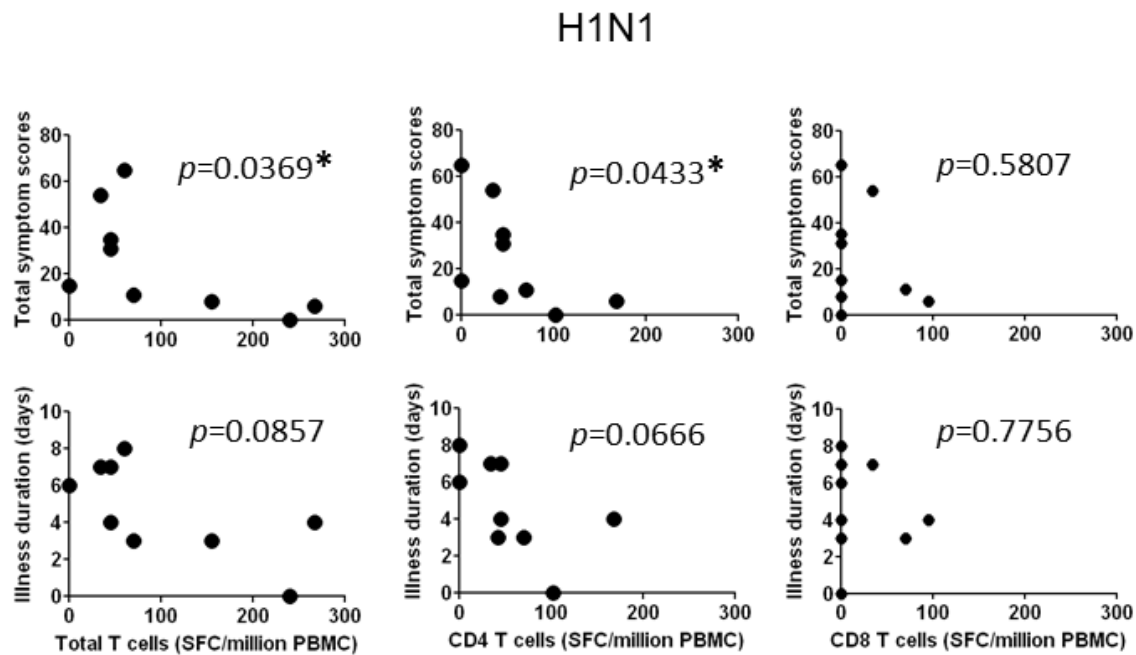 H1N1
Total symptom scores
80
60
40
20
0
0 100 200 300
p=0.0369*
Total symptom scores
80
60
40
20
0
0 100 200 300
p=0.0433*
Total symptom scores
80
60
40
20
0
0 100 200 300
p=0.5807
Illness duration (days)
10
8
6
4
2
0
0 100 200 300
Total T cells (SFC/million PBMC)
p=0.0857
Illness duration (days)
10
8
6
4
2
0
0 100 200 300
CD4 T cells (SFC/million PBMC)
p=0.0666
Illness duration (days)
10
8
6
4
2
0
0 100 200 300
CD8 T cells (SFC/million PBMC)
p=0.7756